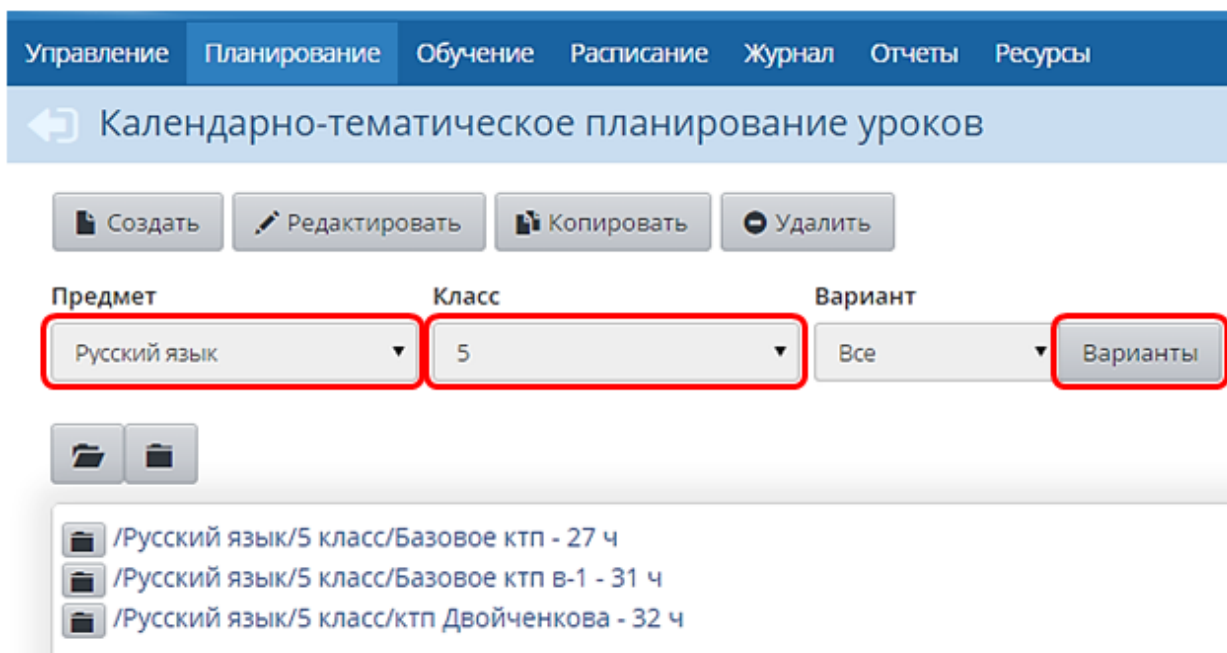 Управление Планирование Обучение Расписание Журнал Отчеты Ресурсы
Календарно-тематическое планирование уроков
Создать Редактировать Копировать Удалить
Предмет Класс Вариант
Русский язык 5 Все Варианты
/Русский язык/5 класс/Базовое ктп - 27 ч
/Русский язык/5 класс/Базовое ктп в-1 - 31 ч
/Русский язык/5 класс/ктп Двойченкова - 32 ч